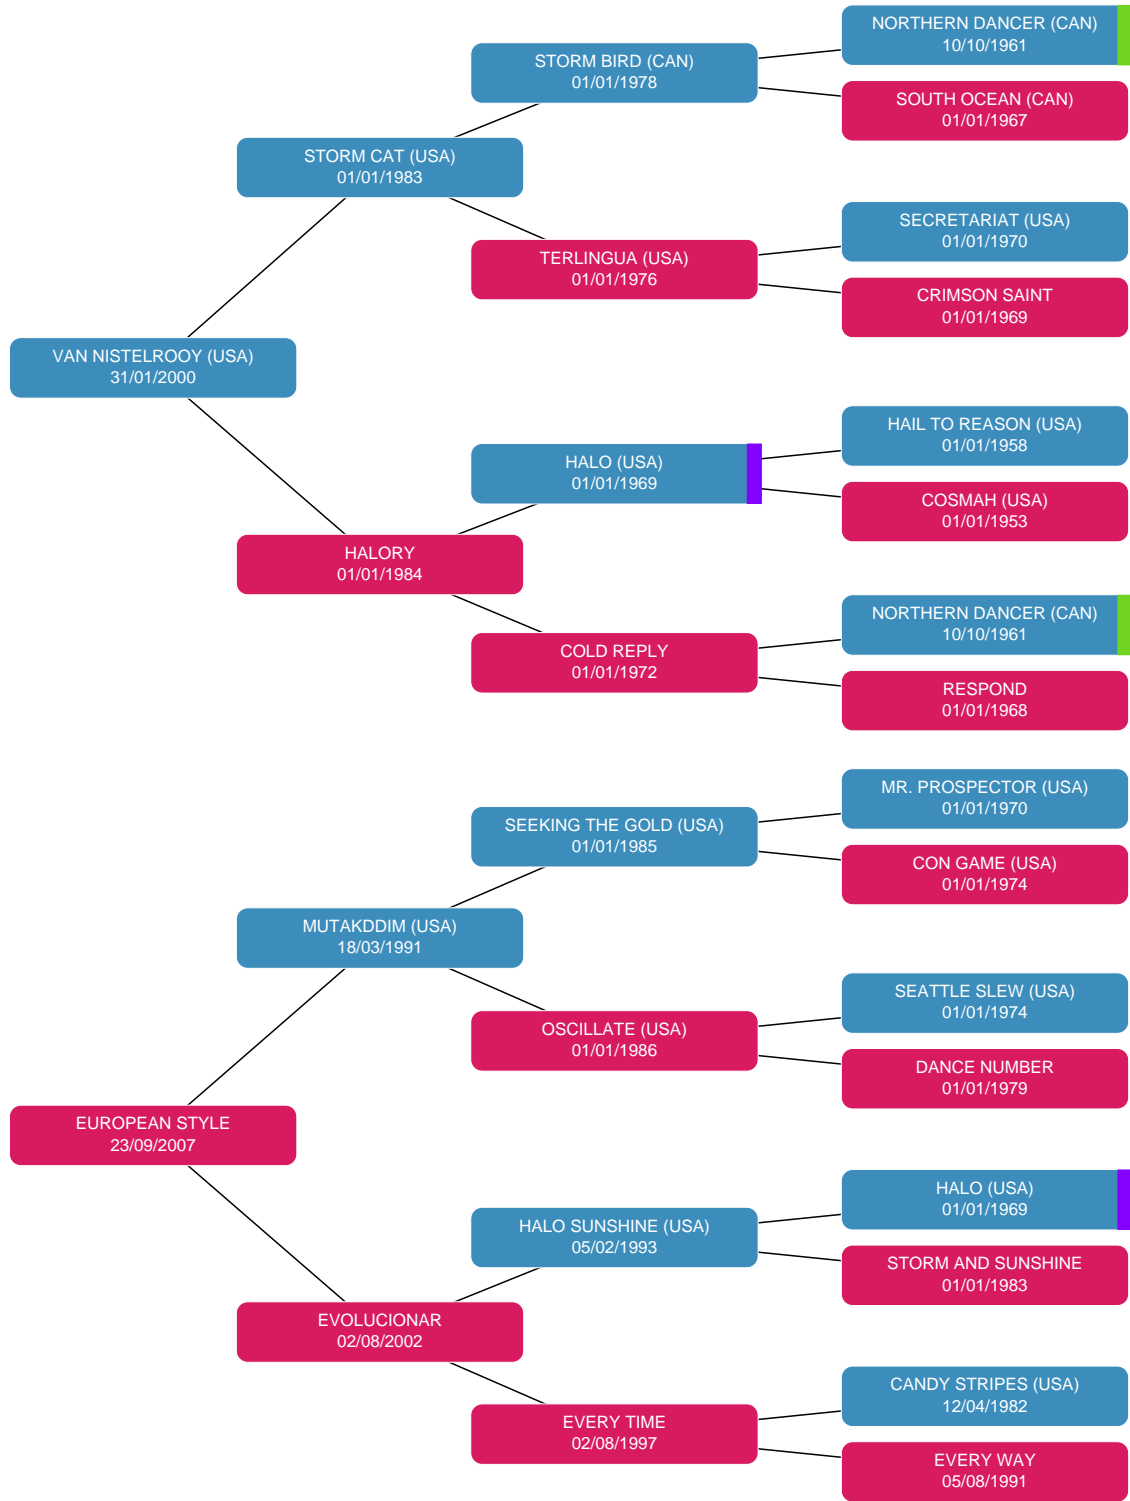 NORTHERN DANCER (CAN)
10/10/1961
STORM BIRD (CAN)
01/01/1978
SOUTH OCEAN (CAN)
01/01/1967
STORM CAT (USA)
01/01/1983
SECRETARIAT (USA)
01/01/1970
TERLINGUA (USA)
01/01/1976
CRIMSON SAINT
01/01/1969
VAN NISTELROOY (USA)
31/01/2000
HAIL TO REASON (USA)
01/01/1958
HALO (USA)
01/01/1969
COSMAH (USA)
01/01/1953
HALORY
01/01/1984
NORTHERN DANCER (CAN)
10/10/1961
COLD REPLY
01/01/1972
RESPOND
01/01/1968
MR. PROSPECTOR (USA)
01/01/1970
SEEKING THE GOLD (USA)
01/01/1985
CON GAME (USA)
01/01/1974
MUTAKDDIM (USA)
18/03/1991
SEATTLE SLEW (USA)
01/01/1974
OSCILLATE (USA)
01/01/1986
DANCE NUMBER
01/01/1979
EUROPEAN STYLE
23/09/2007
HALO (USA)
01/01/1969
HALO SUNSHINE (USA)
05/02/1993
STORM AND SUNSHINE
01/01/1983
EVOLUCIONAR
02/08/2002
CANDY STRIPES (USA)
12/04/1982
EVERY TIME
02/08/1997
EVERY WAY
05/08/1991